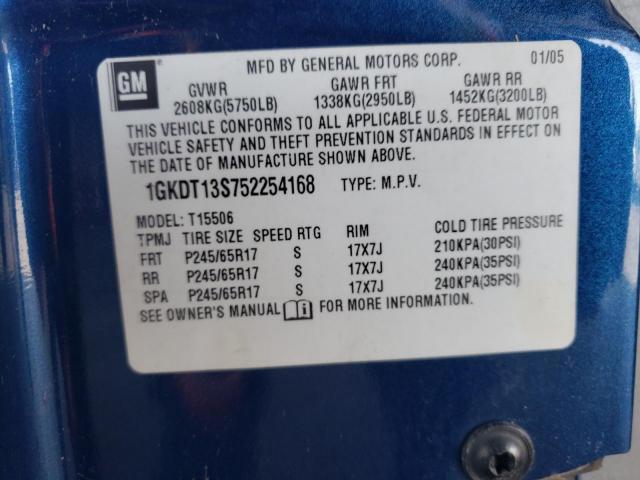 GM MFD BY GENERAL MOTORS CORP. 01/05
GVWR GAWR FRT GAWR RR
2608KG(5750LB) 1338KG(2950LB) 1452KG(3200LB)
THIS VEHICLE CONFORMS TO ALL APPLICABLE U.S. FEDERAL MOTOR
VEHICLE SAFETY AND THEFT PREVENTION STANDARDS IN EFFECT ON
THE DATE OF MANUFACTURE SHOWN ABOVE.
1GKDT13S752254168 TYPE: M.P.V.
MODEL: T15506
TPMJ TIRE SIZE SPEED RTG RIM COLD TIRE PRESSURE
FRT P245/65R17 S 17X7J 210KPA(30PSI)
RR P245/65R17 S 17X7J 240KPA(35PSI)
SPA P245/65R17 S 17X7J 240KPA(35PSI)
SEE OWNER'S MANUAL FOR MORE INFORMATION.